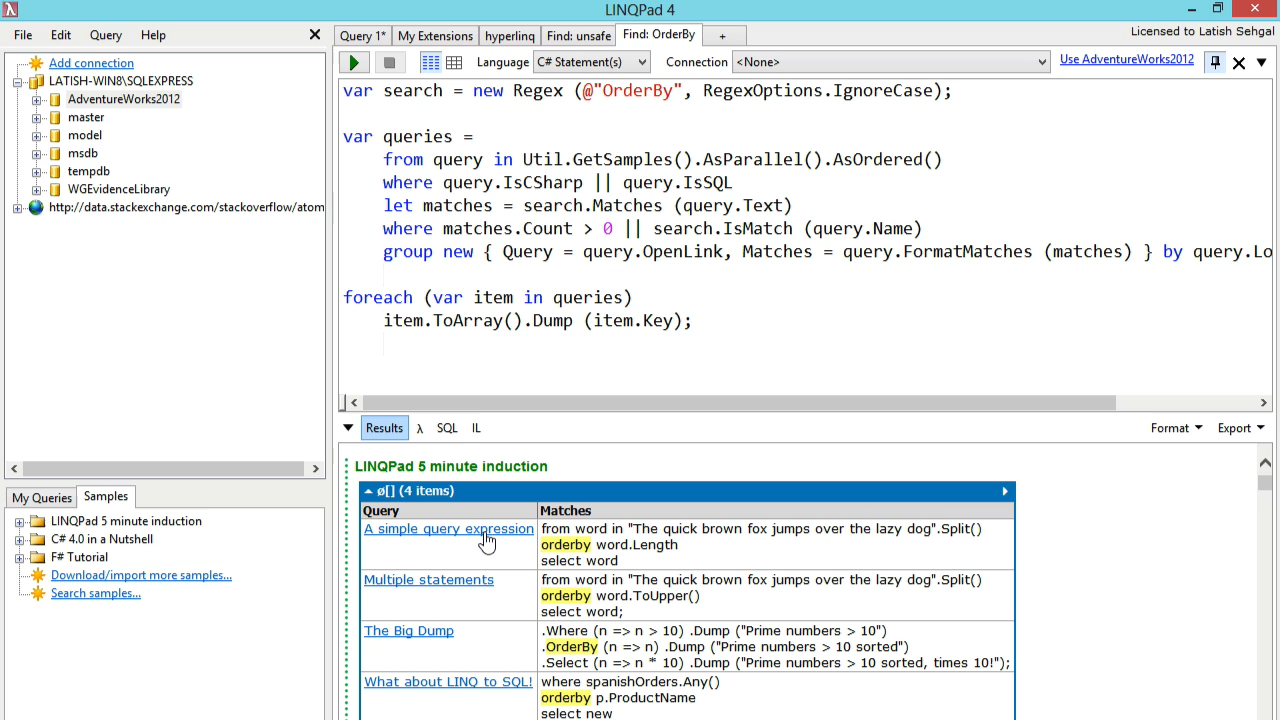 LINQPad 4
File Edit Query Help
Query 1* My Extensions hyperlinq Find: unsafe Find: OrderBy +
Licensed to Latish Sehgal
Language C# Statement(s) Connection <None> Use AdventureWorks2012
Add connection
LATISH-WIN8\SQLEXPRESS
AdventureWorks2012
master
model
msdb
tempdb
WGEvidenceLibrary
http://data.stackexchange.com/stackoverflow/atom
var search = new Regex (@"OrderBy", RegexOptions.IgnoreCase);
var queries =
from query in Util.GetSamples().AsParallel().AsOrdered()
where query.IsCSharp || query.IsSQL
let matches = search.Matches (query.Text)
where matches.Count > 0 || search.IsMatch (query.Name)
group new { Query = query.OpenLink, Matches = query.FormatMatches (matches) } by query.Lo
foreach (var item in queries)
item.ToArray().Dump (item.Key);
My Queries Samples
LINQPad 5 minute induction
C# 4.0 in a Nutshell
F# Tutorial
Download/import more samples...
Search samples...
Results λ SQL IL
Format Export
LINQPad 5 minute induction
ø[] (4 items)
Query Matches
A simple query expression from word in "The quick brown fox jumps over the lazy dog".Split()
orderby word.Length
select word
Multiple statements from word in "The quick brown fox jumps over the lazy dog".Split()
orderby word.ToUpper()
select word;
The Big Dump .Where (n => n > 10) .Dump ("Prime numbers > 10")
.OrderBy (n => n) .Dump ("Prime numbers > 10 sorted")
.Select (n => n * 10) .Dump ("Prime numbers > 10 sorted, times 10!");
What about LINQ to SQL! where spanishOrders.Any()
orderby p.ProductName
select new